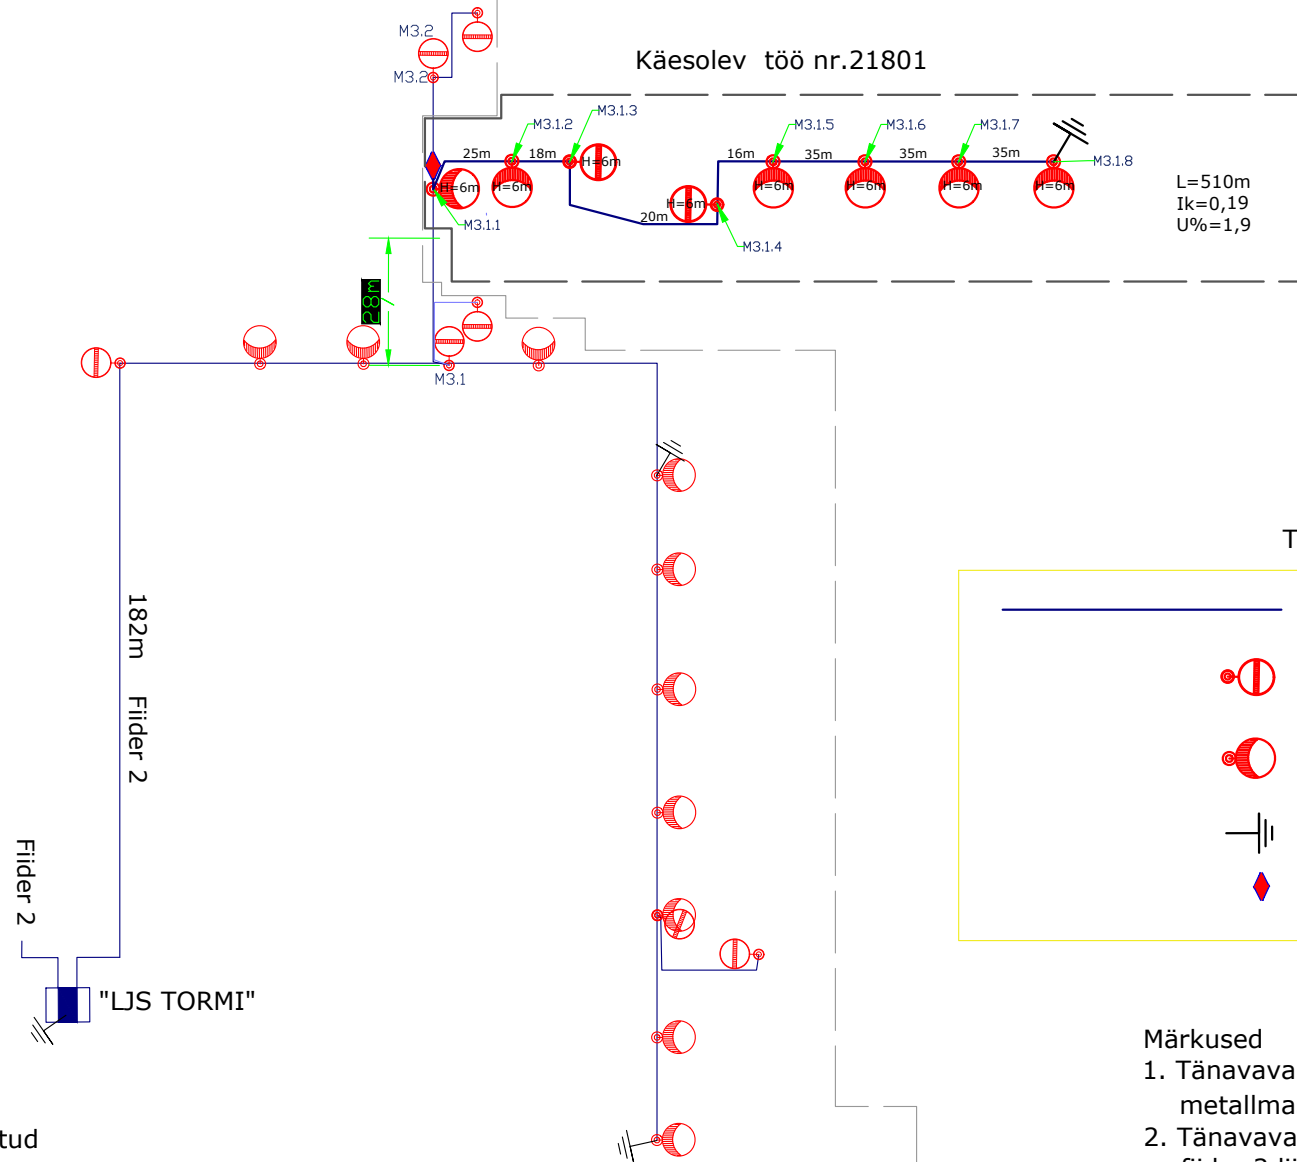 M3.2
M3.2
Käesolev töö nr.21801
M3.1.2
M3.1.3
M3.1.5
M3.1.6
M3.1.7
M3.1.8
25m
18m
16m
35m
35m
35m
H=6m
H=6m
H=6m
H=6m
H=6m
H=6m
H=6m
H=6m
20m
M3.1.1
M3.1.4
L=510m
Ik=0,19
U%=1,9
28m
M3.1
T
182m Fiider 2
Fiider 2
"LJS TORMI"
Märkused
1. Tänavava
metallma
2. Tänavava
tud